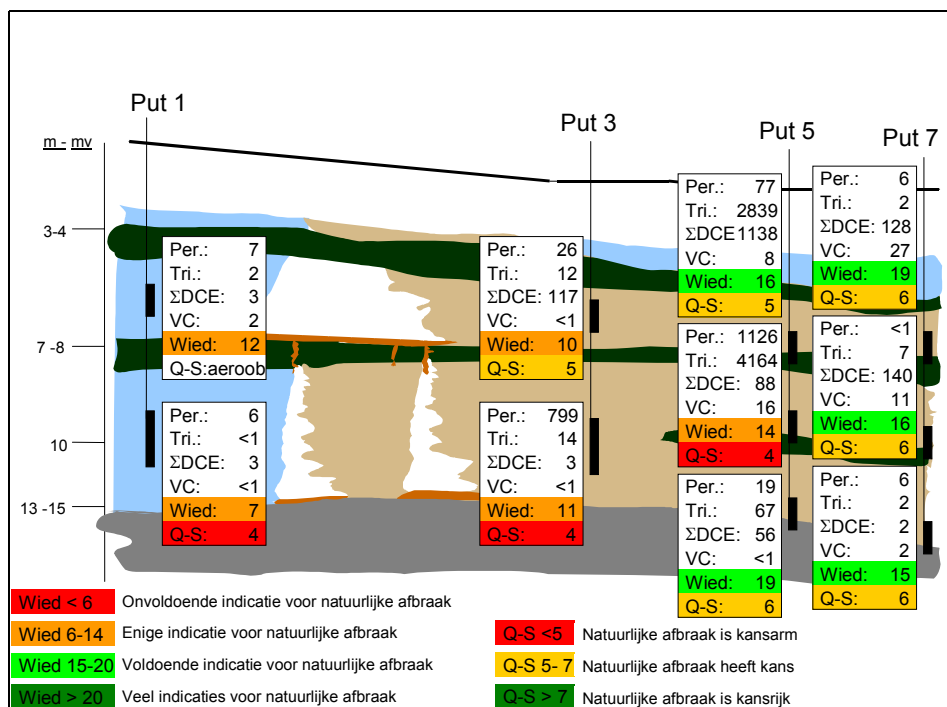 Put 1
Put 3
Put 5
Put 7
m - mv
3-4
7 -8
10
13 -15
Per.: 7
Tri.: 2
ΣDCE: 3
VC: 2
Wied: 12
Q-S:aeroob
Per.: 6
Tri.: <1
ΣDCE: 3
VC: <1
Wied: 7
Q-S: 4
Per.: 26
Tri.: 12
ΣDCE: 117
VC: <1
Wied: 10
Q-S: 5
Per.: 799
Tri.: 14
ΣDCE: 3
VC: <1
Wied: 11
Q-S: 4
Per.: 77
Tri.: 2839
ΣDCE 1138
VC: 8
Wied: 16
Q-S: 5
Per.: 1126
Tri.: 4164
ΣDCE: 88
VC: 16
Wied: 14
Q-S: 4
Per.: 19
Tri.: 67
ΣDCE: 56
VC: <1
Wied: 19
Q-S: 6
Per.: 6
Tri.: 2
ΣDCE: 128
VC: 27
Wied: 19
Q-S: 6
Per.: <1
Tri.: 7
ΣDCE: 140
VC: 11
Wied: 16
Q-S: 6
Per.: 6
Tri.: 2
ΣDCE: 2
VC: 2
Wied: 15
Q-S: 6
Wied < 6 Onvoldoende indicatie voor natuurlijke afbraak
Wied 6-14 Enige indicatie voor natuurlijke afbraak
Wied 15-20 Voldoende indicatie voor natuurlijke afbraak
Wied > 20 Veel indicaties voor natuurlijke afbraak
Q-S <5 Natuurlijke afbraak is kansarm
Q-S 5- 7 Natuurlijke afbraak heeft kans
Q-S > 7 Natuurlijke afbraak is kansrijk